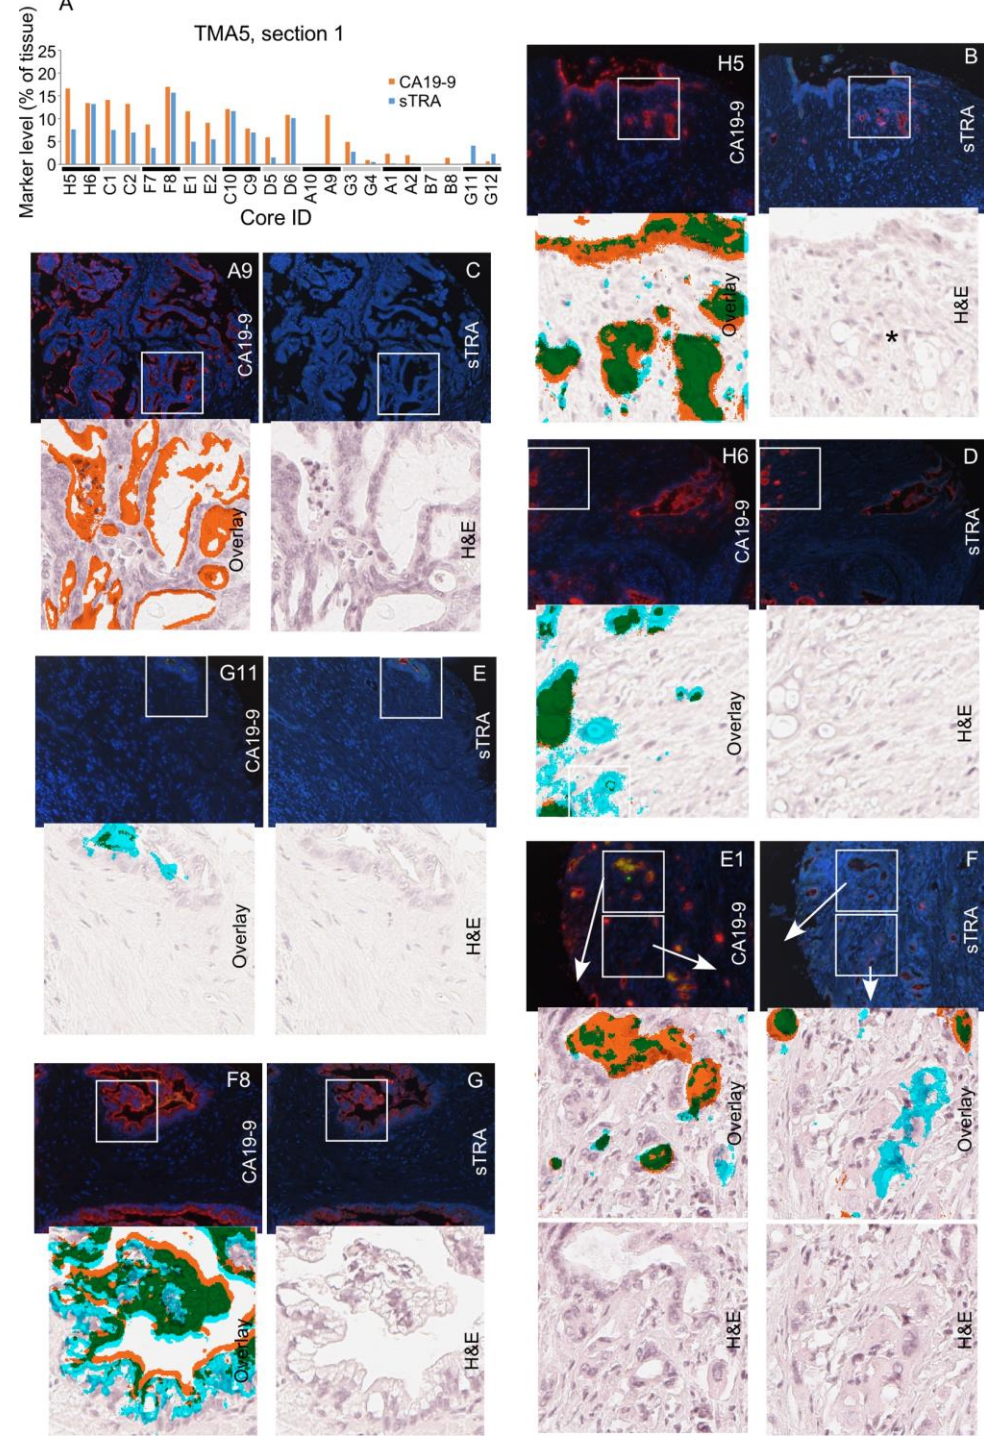 A
TMA5, section 1
Marker level (% of tissue)
25
20
15
10
5
0
CA19-9
sTRA
H5 H6 C1 C2 F7 F8 E1 E2 C10 C9 D5 D6 A10 A9 G3 G4 A1 A2 B7 B8 G11 G12
Core ID
H5
CA19-9
B
sTRA
Overlay
*
H&E
A9
CA19-9
C
sTRA
Overlay
H&E
H6
CA19-9
D
sTRA
Overlay
H&E
G11
CA19-9
E
sTRA
Overlay
H&E
E1
CA19-9
F
sTRA
Overlay
Overlay
H&E
H&E
F8
CA19-9
G
sTRA
Overlay
H&E